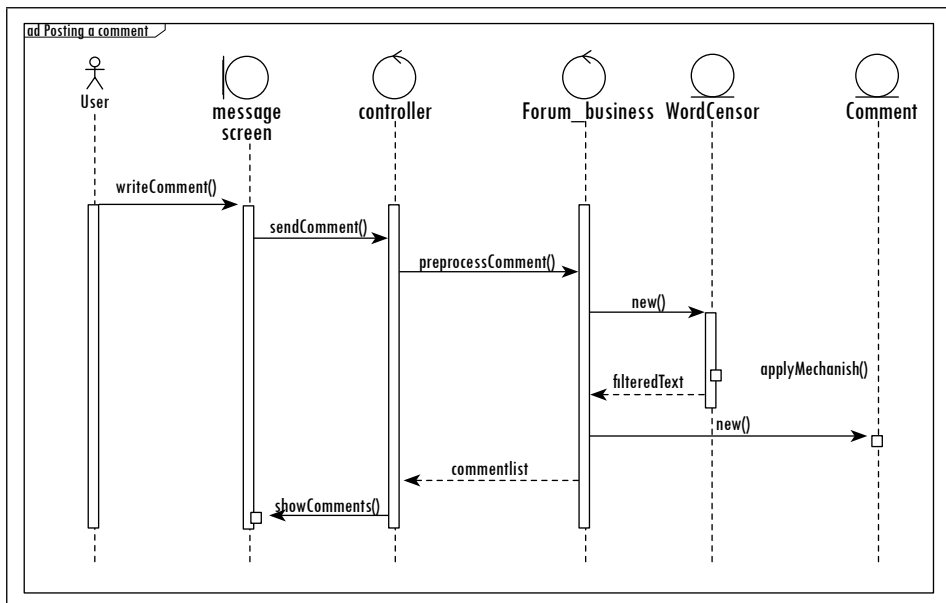 ad Posting a comment
User
message
screen
controller
Forum_business
WordCensor
Comment
writeComment()
sendComment()
preprocessComment()
new()
applyMechanish()
filteredText
new()
commentlist
showComments()